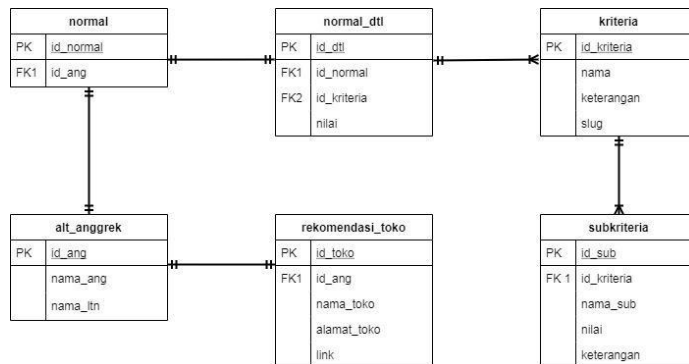 normal
PK id_normal
FK1 id_ang
normal_dtl
PK id_dtl
FK1 id_normal
FK2 id_kriteria
nilai
kriteria
PK id_kriteria
nama
keterangan
slug
alt_anggrek
PK id_ang
nama_ang
nama_ltn
rekomendasi_toko
PK id_toko
FK1 id_ang
nama_toko
alamat_toko
link
subkriteria
PK id_sub
FK 1 id_kriteria
nama_sub
nilai
keterangan